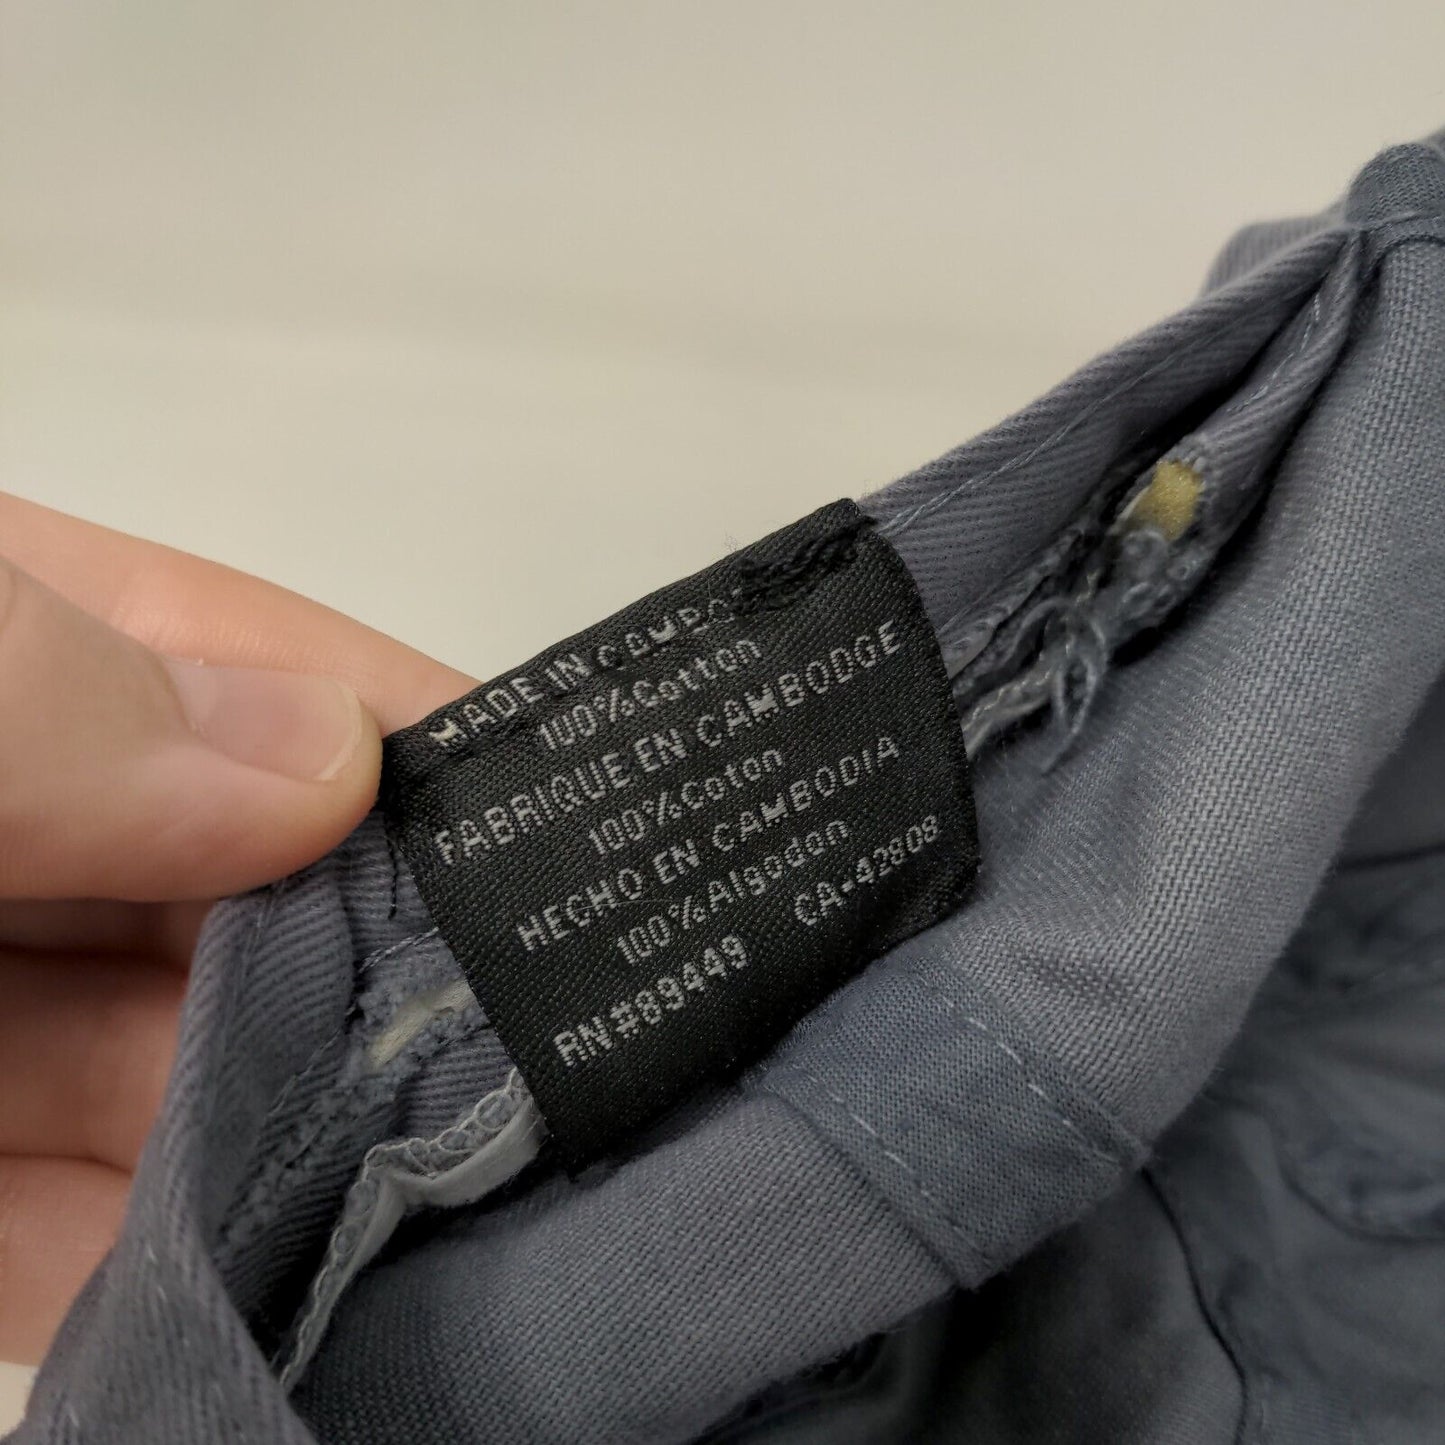 MADE IN CAMBO
100%Cotton
FABRIQUE EN CAMBODGE
100%Coton
HECHO EN CAMBODIA
100%Algodon
RN#89449 CA-42808